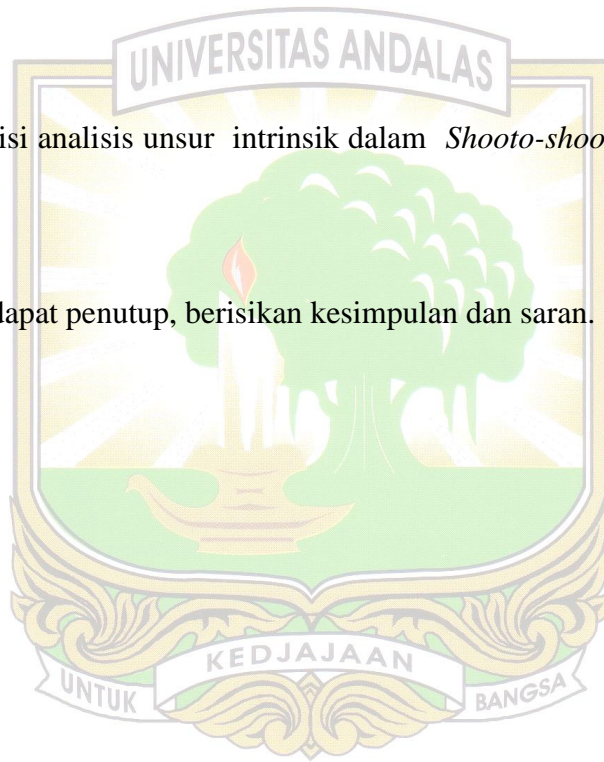 UNIVERSITAS ANDALAS
isi analisis unsur intrinsik dalam Shooto-shoo
dapat penutup, berisikan kesimpulan dan saran.
UNTUK KEDJAJAAN BANGSA